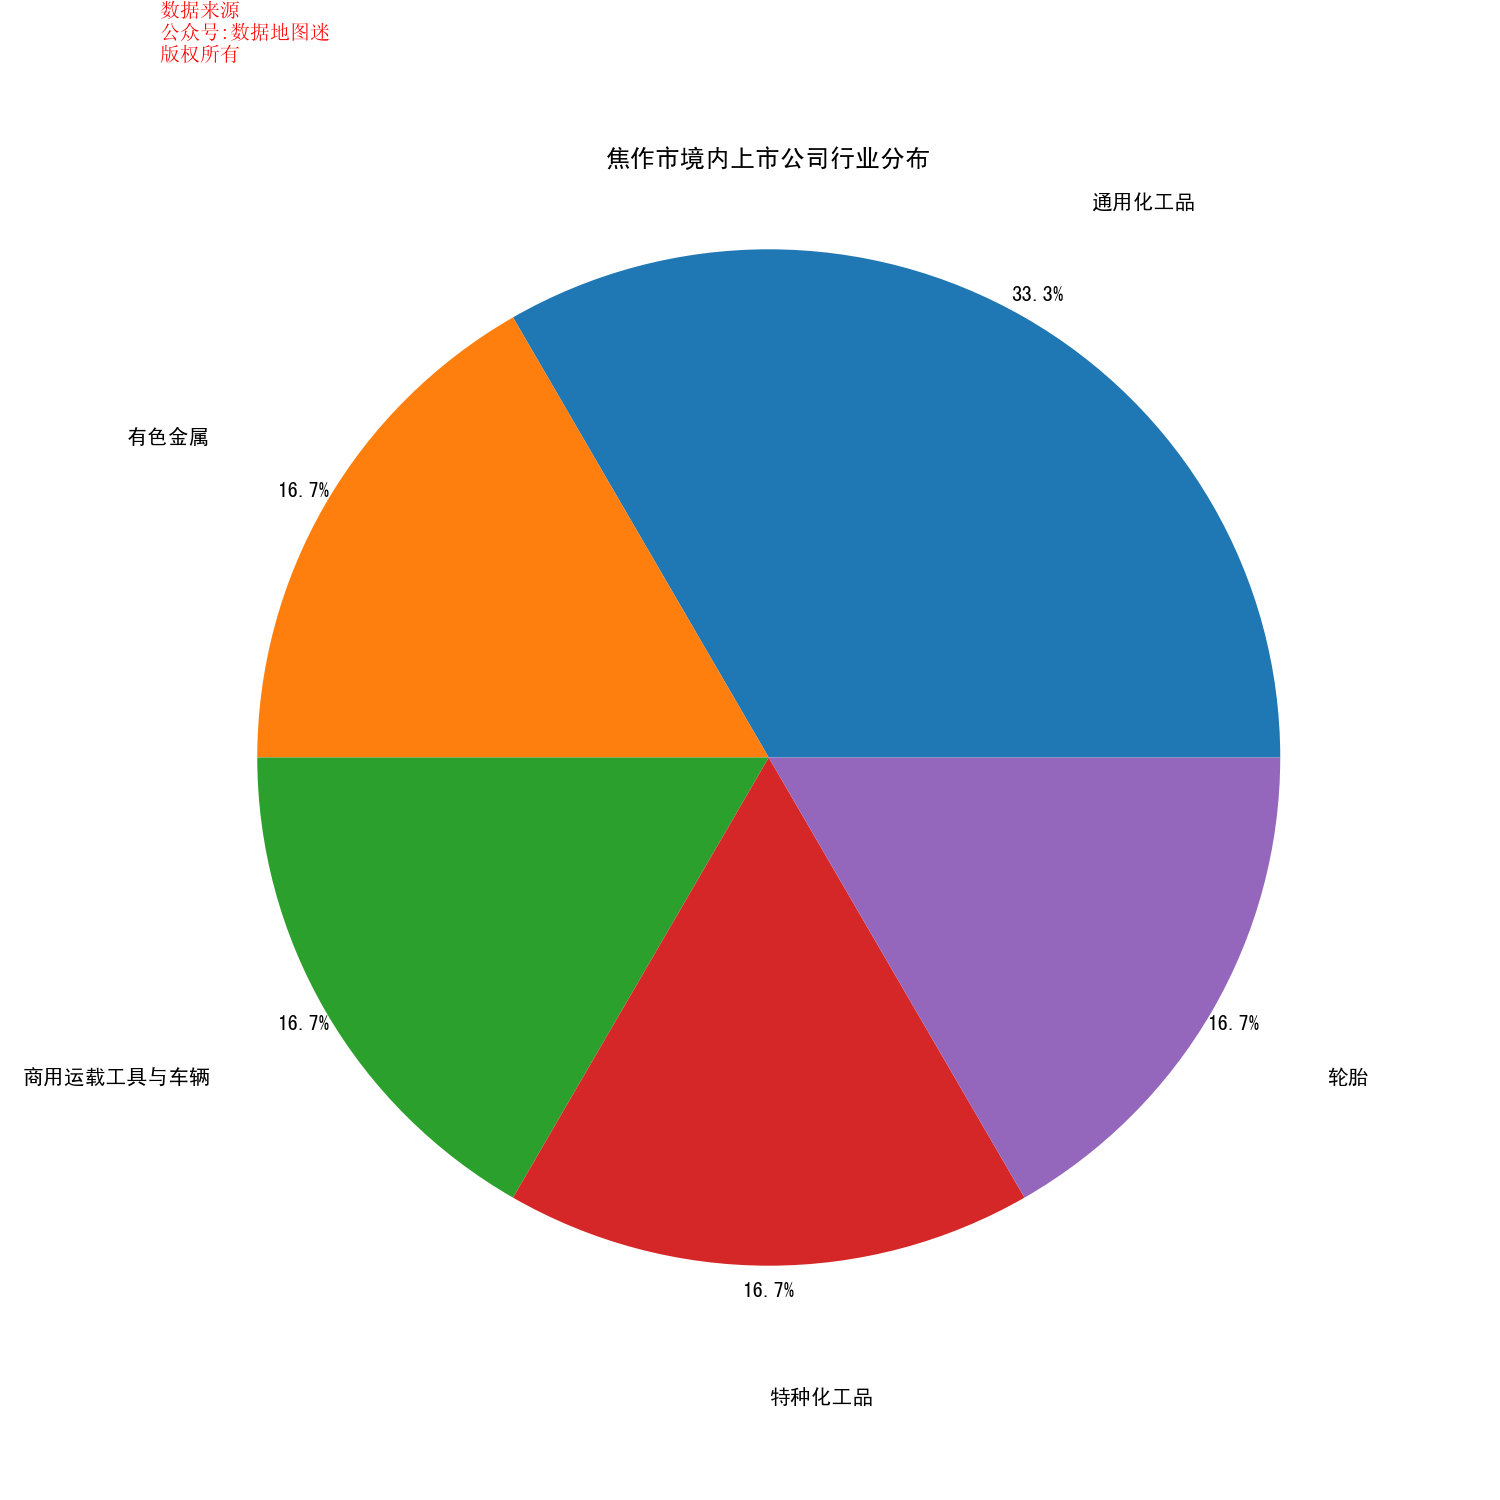 数据来源
公众号:数据地图迷
版权所有
焦作市境内上市公司行业分布
通用化工品
33.3%
有色金属
16.7%
16.7%
商用运载工具与车辆
16.7%
轮胎
16.7%
特种化工品